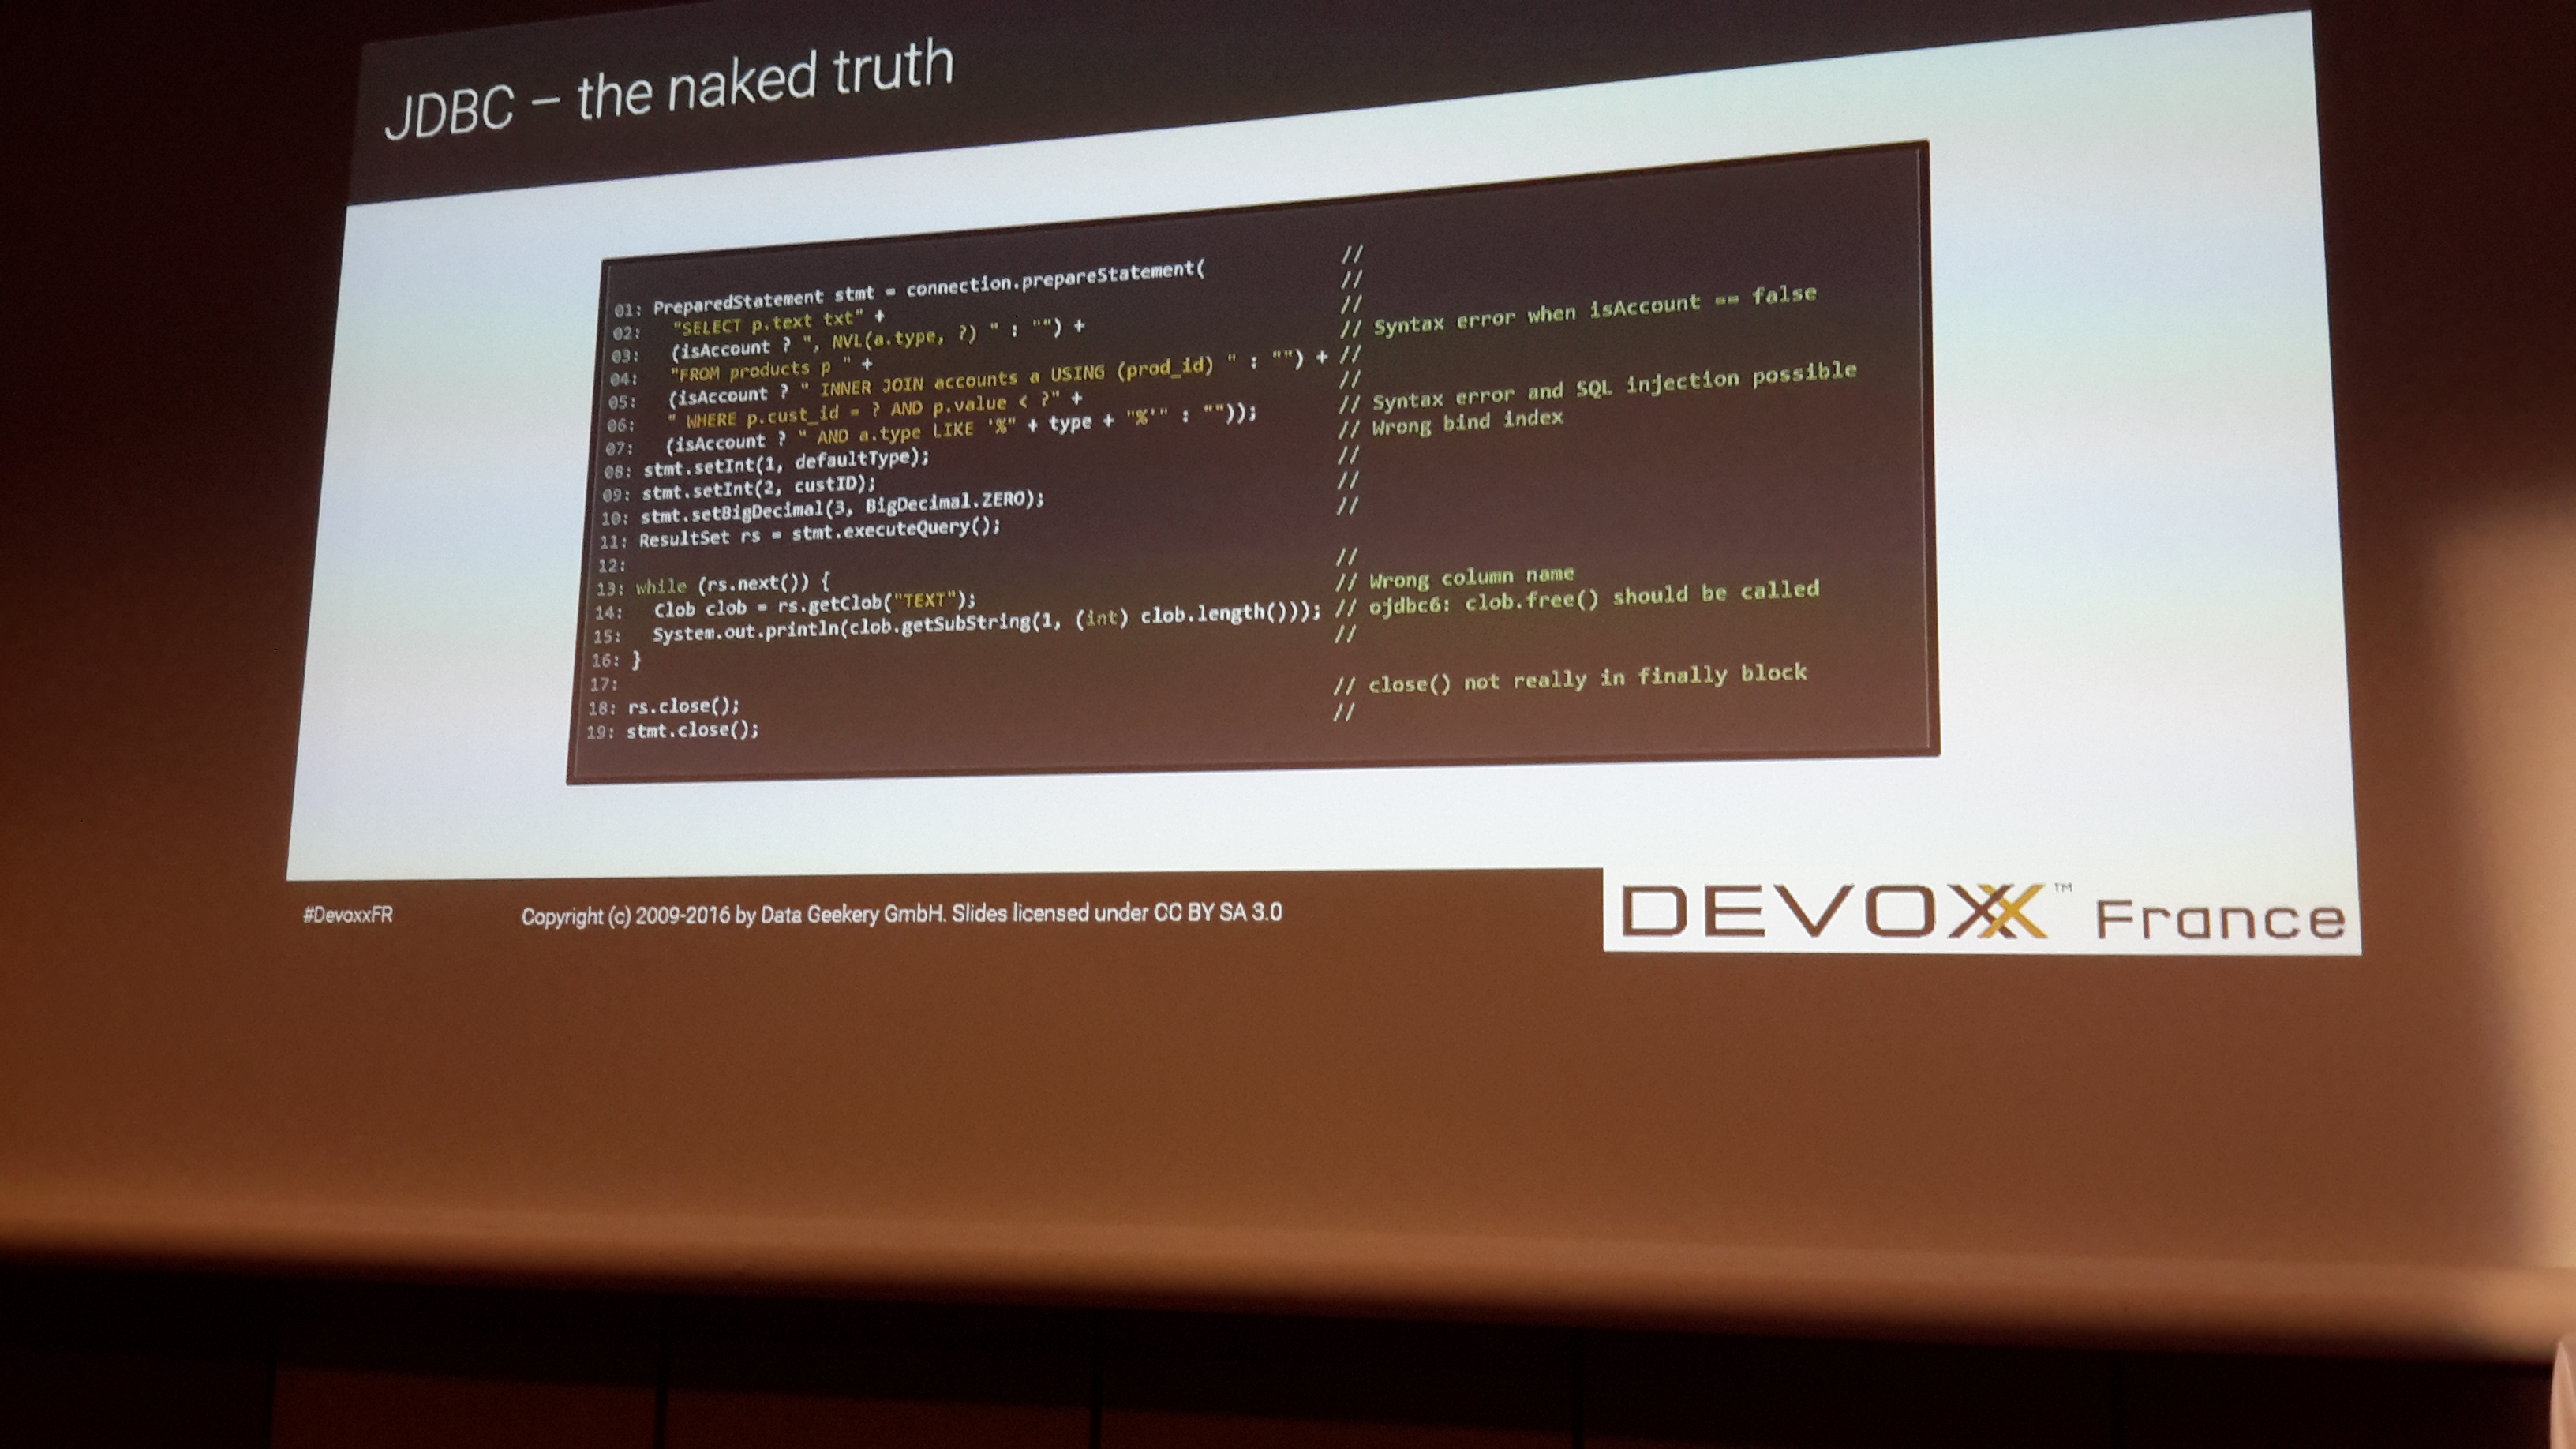 JDBC – the naked truth
01: PreparedStatement stmt = connection.prepareStatement( //
02: "SELECT p.text txt" + //
03: (isAccount ? ", NVL(a.type, ?) " : "") + //
04: "FROM products p " + // Syntax error when isAccount == false
05: (isAccount ? " INNER JOIN accounts a USING (prod_id) " : "") + //
06: " WHERE p.cust_id = ? AND p.value < ?" + //
07: (isAccount ? " AND a.type LIKE '%" + type + "%'" : "")); // Syntax error and SQL injection possible
08: stmt.setInt(1, defaultType); // Wrong bind index
09: stmt.setInt(2, custID); //
10: stmt.setBigDecimal(3, BigDecimal.ZERO); //
11: ResultSet rs = stmt.executeQuery(); //
12:
13: while (rs.next()) { //
14: Clob clob = rs.getClob("TEXT"); // Wrong column name
15: System.out.println(clob.getSubString(1, (int) clob.length())); // ojdbc6: clob.free() should be called
16: } //
17:
18: rs.close(); // close() not really in finally block
19: stmt.close(); //
#DevoxxFR
Copyright (c) 2009-2016 by Data Geekery GmbH. Slides licensed under CC BY SA 3.0
DEVOXX™ France